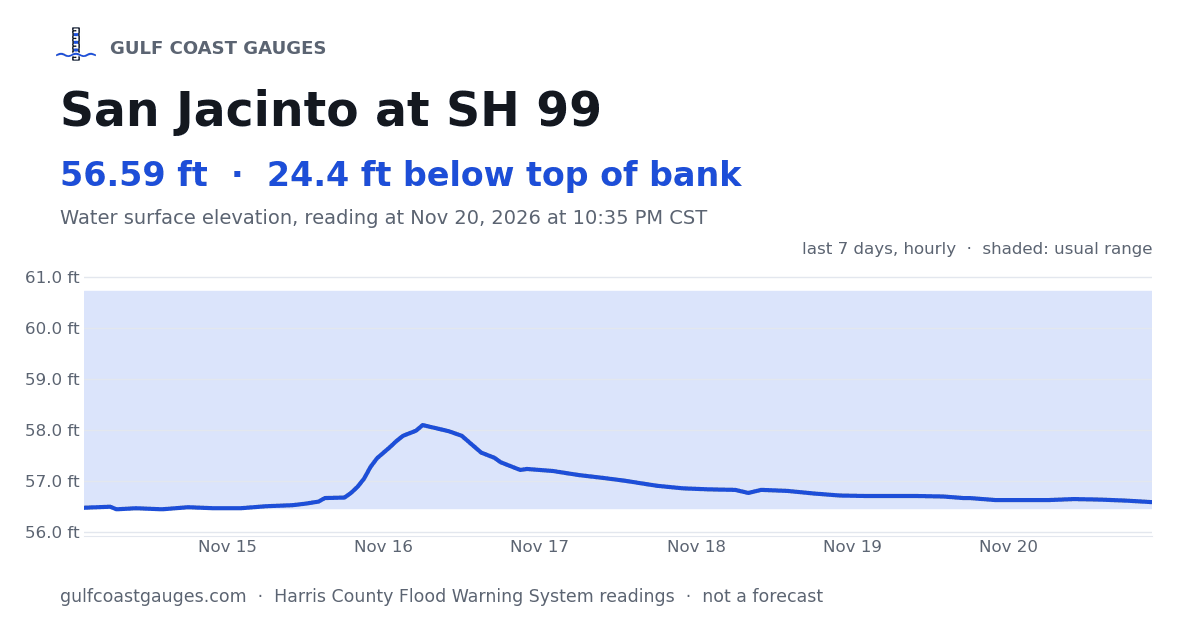 GULF COAST GAUGES
San Jacinto at SH 99
56.59 ft · 24.4 ft below top of bank
Water surface elevation, reading at Nov 20, 2026 at 10:35 PM CST
last 7 days, hourly · shaded: usual range
61.0 ft
60.0 ft
59.0 ft
58.0 ft
57.0 ft
56.0 ft
Nov 15 Nov 16 Nov 17 Nov 18 Nov 19 Nov 20
gulfcoastgauges.com · Harris County Flood Warning System readings · not a forecast